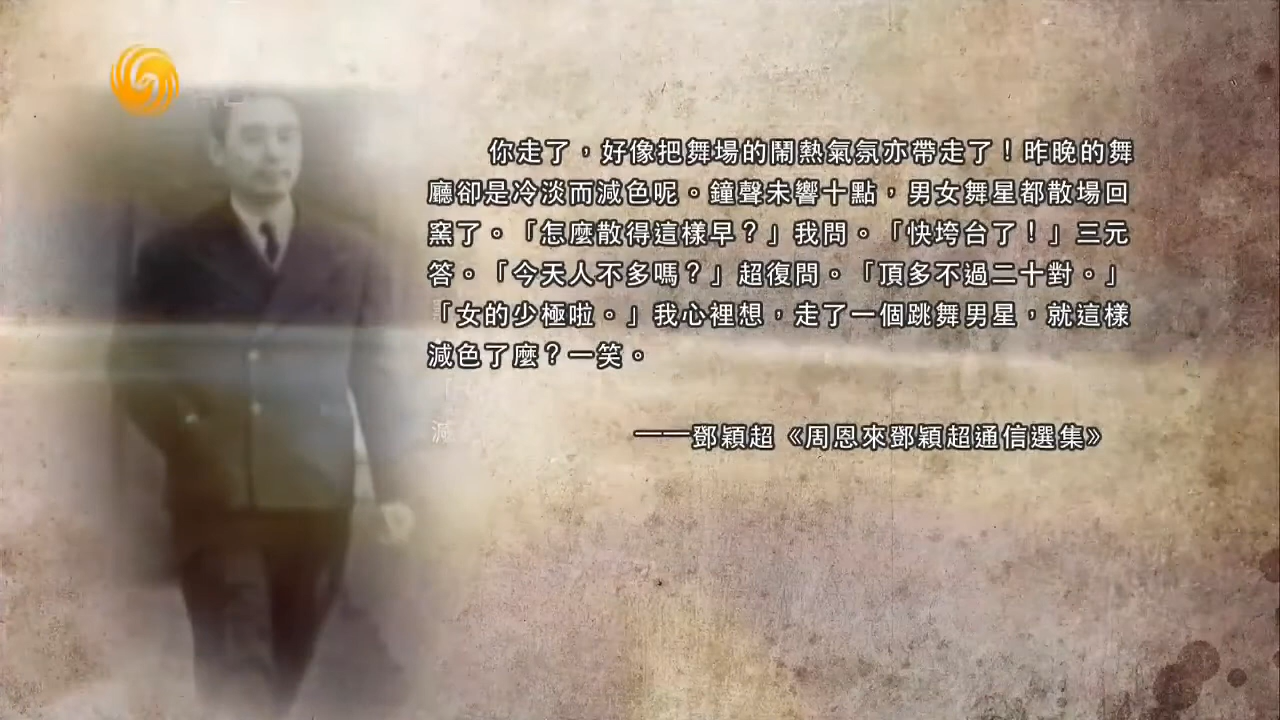 你走了，好像把舞場的鬧熱氣氛亦帶走了！昨晚的舞
廳卻是冷淡而減色呢。鐘聲未響十點，男女舞星都散場回
窯了。「怎麼散得這樣早？」我問。「快垮台了！」三元
答。「今天人不多嗎？」超復問。「頂多不過二十對。」
「女的少極啦。」我心裡想，走了一個跳舞男星，就這樣
減色了麼？一笑。
——鄧穎超《周恩來鄧穎超通信選集》
減